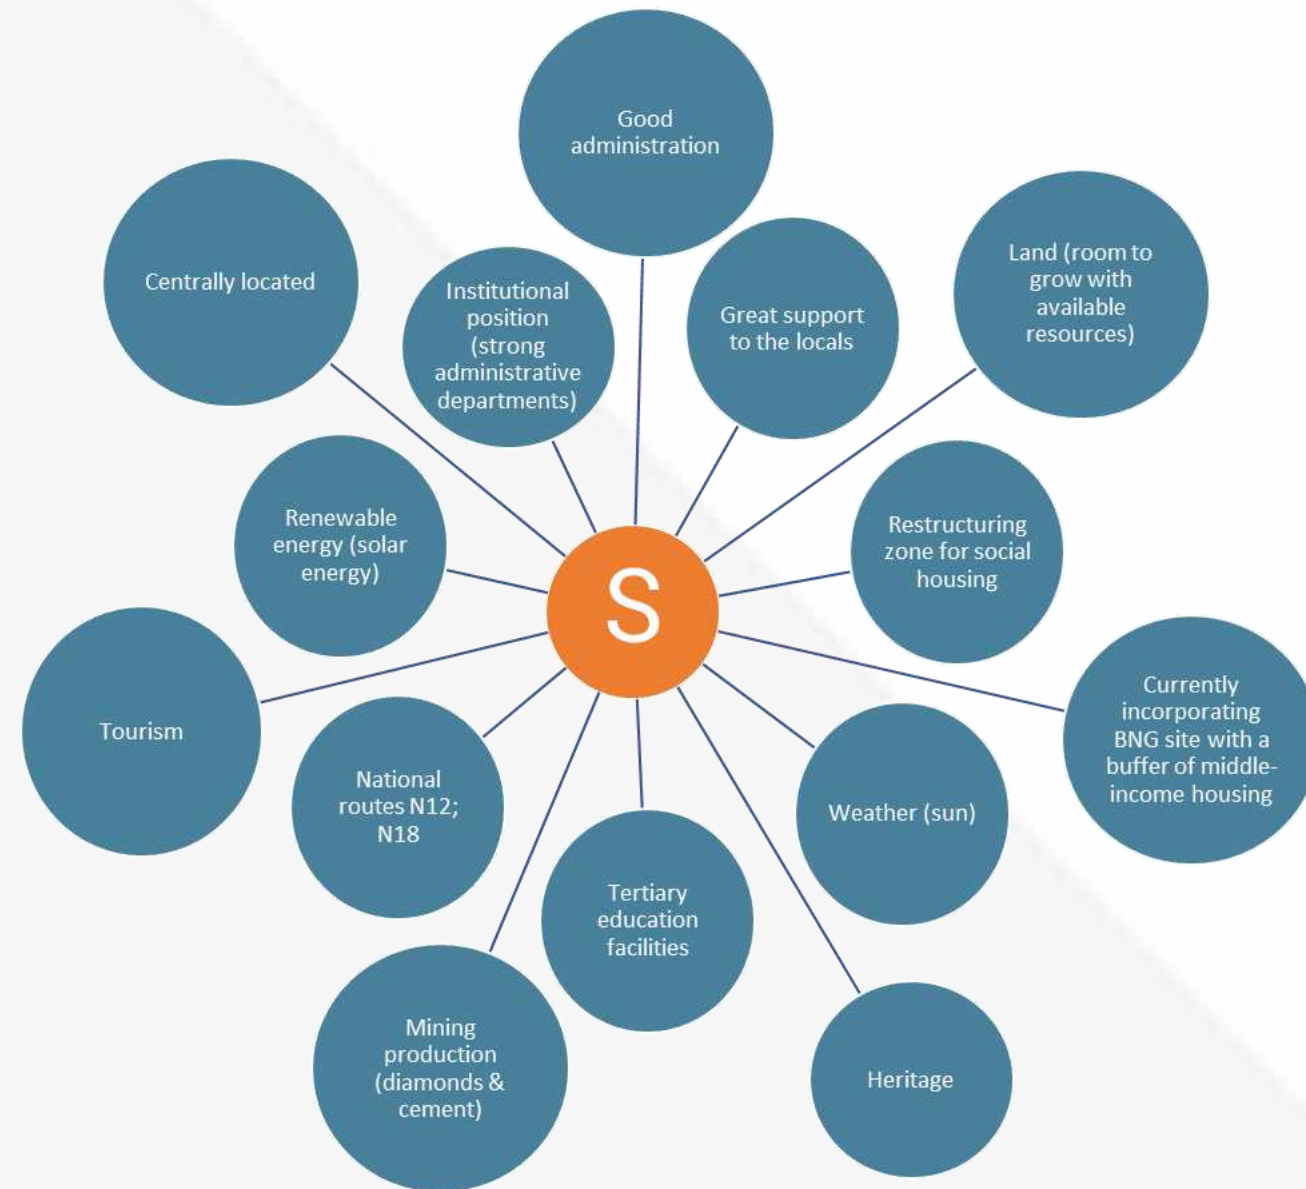 Good
administration
Centrally located
Institutional
position
(strong
administrative
departments)
Great support
to the locals
Land (room to
grow with
available
resources)
Renewable
energy (solar
energy)
Restructuring
zone for social
housing
S
Tourism
National
routes N12;
N18
Tertiary
education
facilities
Weather (sun)
Currently
incorporating
BNG site with a
buffer of middle-
income housing
Mining
production
(diamonds &
cement)
Heritage